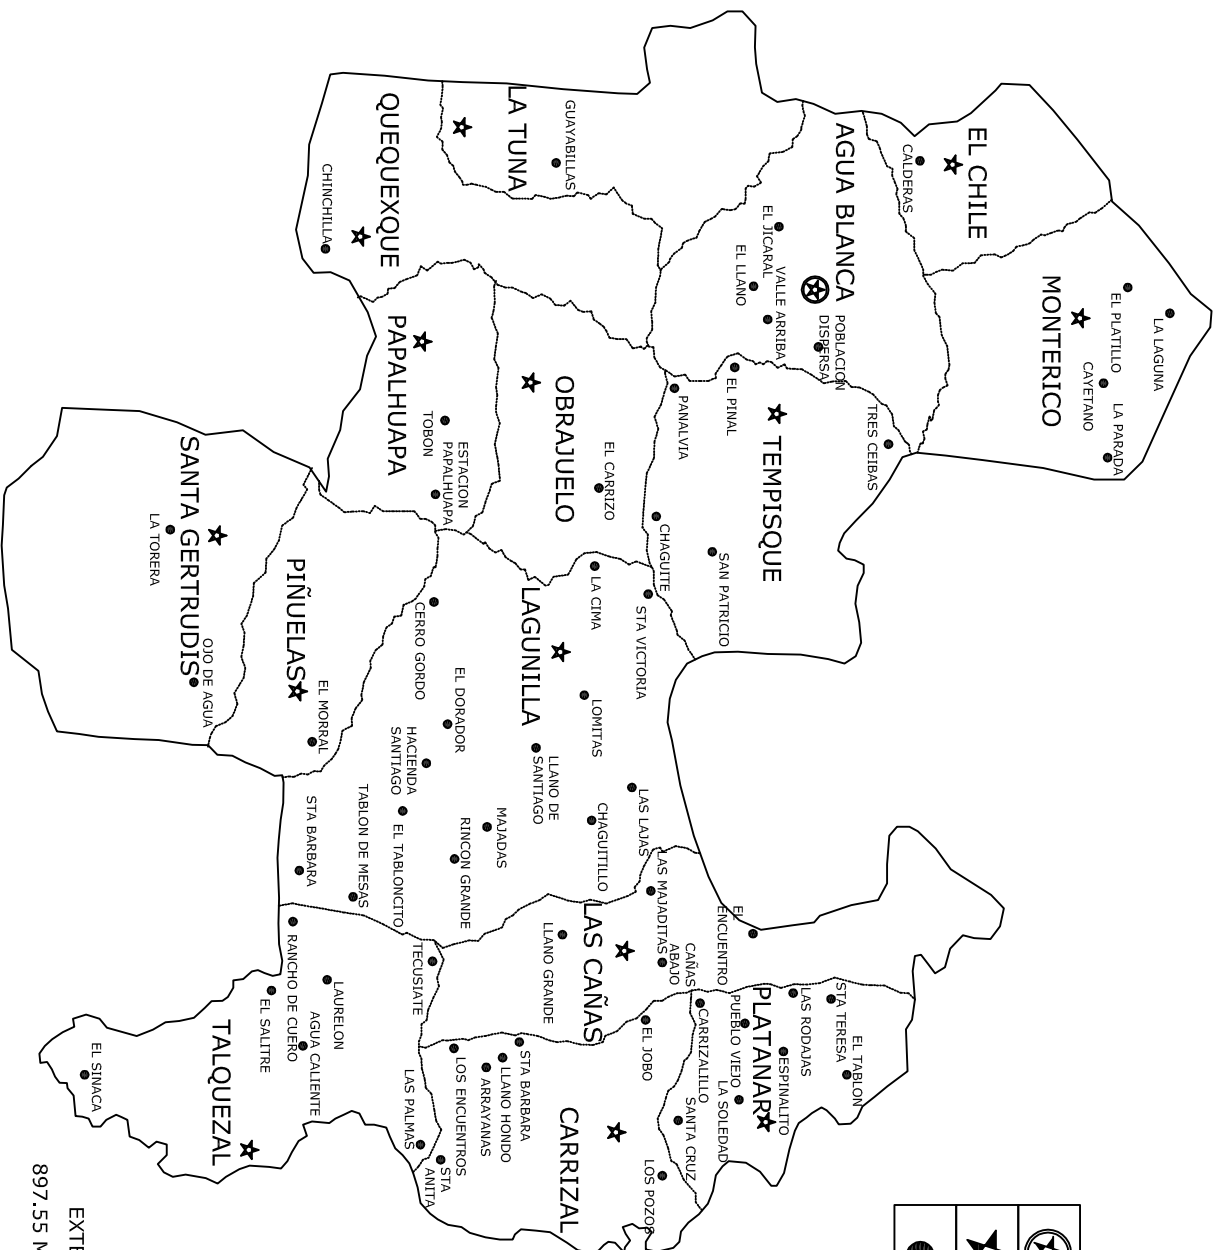 EL CHILE
CALDERAS
MONTERICO
LA LAGUNA
EL PLATILLO
CAYETANO
LA PARADA
AGUA BLANCA
EL JICARAL
EL LLANO
VALLE ARRIBA
POBLACION
DISPERSA
LA TUNA
GUAYABILLAS
QUEQUEXQUE
CHINCHILLA
TEMPISQUE
TRES CEIBAS
EL PINAL
PANALVIA
CHAGUITE
SAN PATRICIO
OBRAJUELO
EL CARRIZO
PAPALHUAPA
TOBON
ESTACION
PAPALHUAPA
SANTA GERTRUDIS
LA TORERA
OJO DE AGUA
PIÑUELAS
EL MORRAL
LAGUNILLA
LA CIMA
STA VICTORIA
LOMITAS
CERRO GORDO
EL DORADOR
HACIENDA
SANTIAGO
LLANO DE
SANTIAGO
LAS LAJAS
CHAGUITILLO
MAJADAS
RINCON GRANDE
EL TABLONCITO
TABLON DE MESAS
STA BARBARA
LAS CAÑAS
LAS MAJADITAS
LLANO GRANDE
CAÑAS
ABAJO
EL
ENCUENTRO
PLATANAR
STA TERESA
EL TABLON
LAS RODAJAS
ESPINALITO
PUEBLO VIEJO
LA SOLEDAD
CARRIZALILLO
SANTA CRUZ
CARRIZAL
EL JOBO
LOS POZOS
STA BARBARA
LLANO HONDO
ARRAYANAS
LOS ENCUENTROS
STA
ANITA
TALQUEZAL
TECUSIATE
LAS PALMAS
RANCHO DE CUERO
LAURELON
AGUA CALIENTE
EL SALITRE
EL SINACA
EXTE
897.55 M